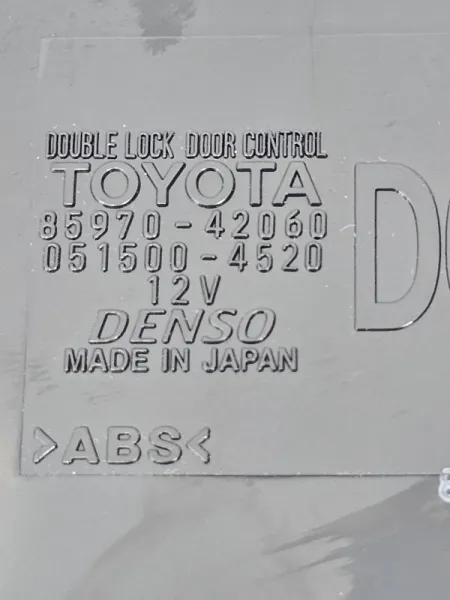 DOUBLE LOCK DOOR CONTROL
TOYOTA
85970-42060
051500-4520
12V
DENSO
MADE IN JAPAN
>ABS<
D